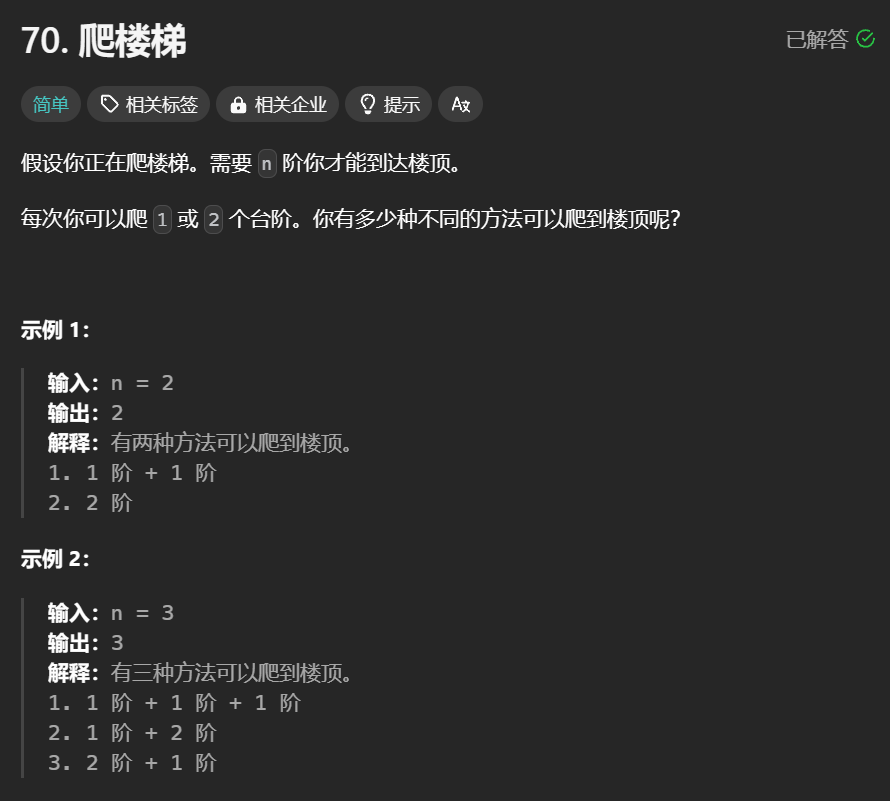 70. 爬楼梯
已解答
简单 相关标签 相关企业 提示
假设你正在爬楼梯。需要 n 阶你才能到达楼顶。
每次你可以爬 1 或 2 个台阶。你有多少种不同的方法可以爬到楼顶呢？
示例 1：
输入：n = 2
输出：2
解释：有两种方法可以爬到楼顶。
1. 1 阶 + 1 阶
2. 2 阶
示例 2：
输入：n = 3
输出：3
解释：有三种方法可以爬到楼顶。
1. 1 阶 + 1 阶 + 1 阶
2. 1 阶 + 2 阶
3. 2 阶 + 1 阶